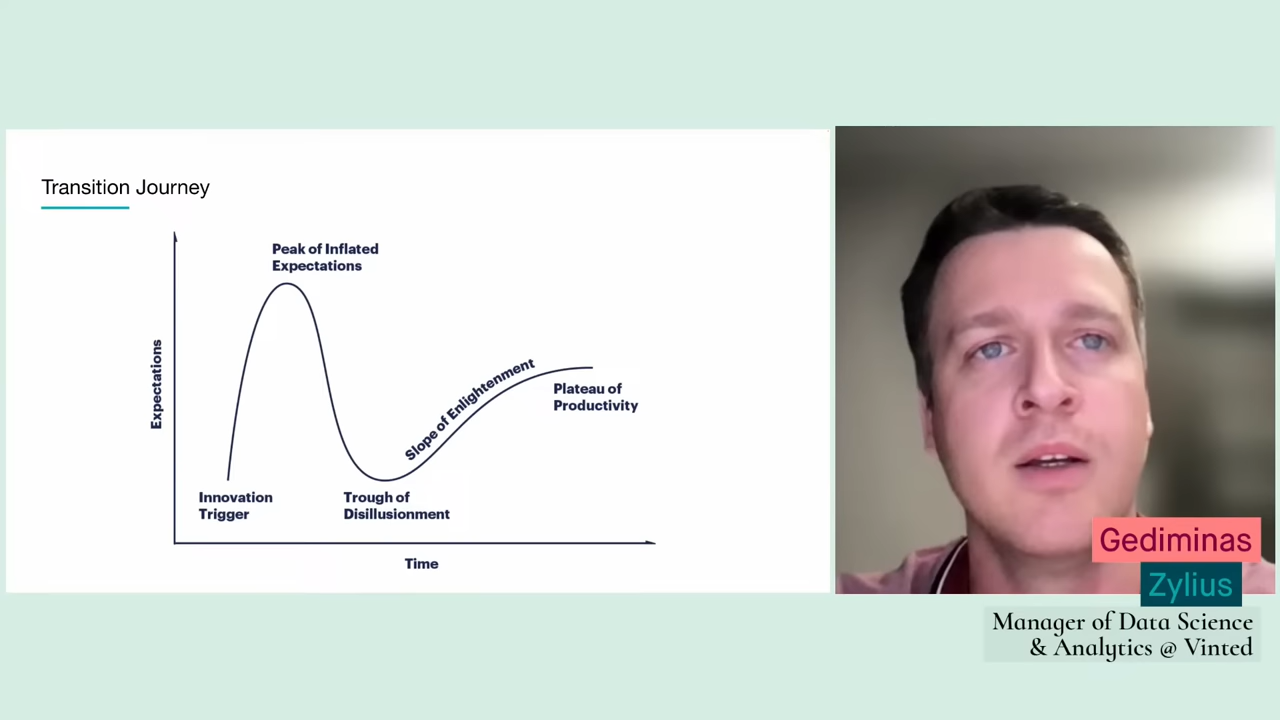 Transition Journey
Peak of Inflated
Expectations
Expectations
Slope of Enlightenment
Plateau of
Productivity
Innovation
Trigger
Trough of
Disillusionment
Time
Gediminas
Zylius
Manager of Data Science
& Analytics @ Vinted